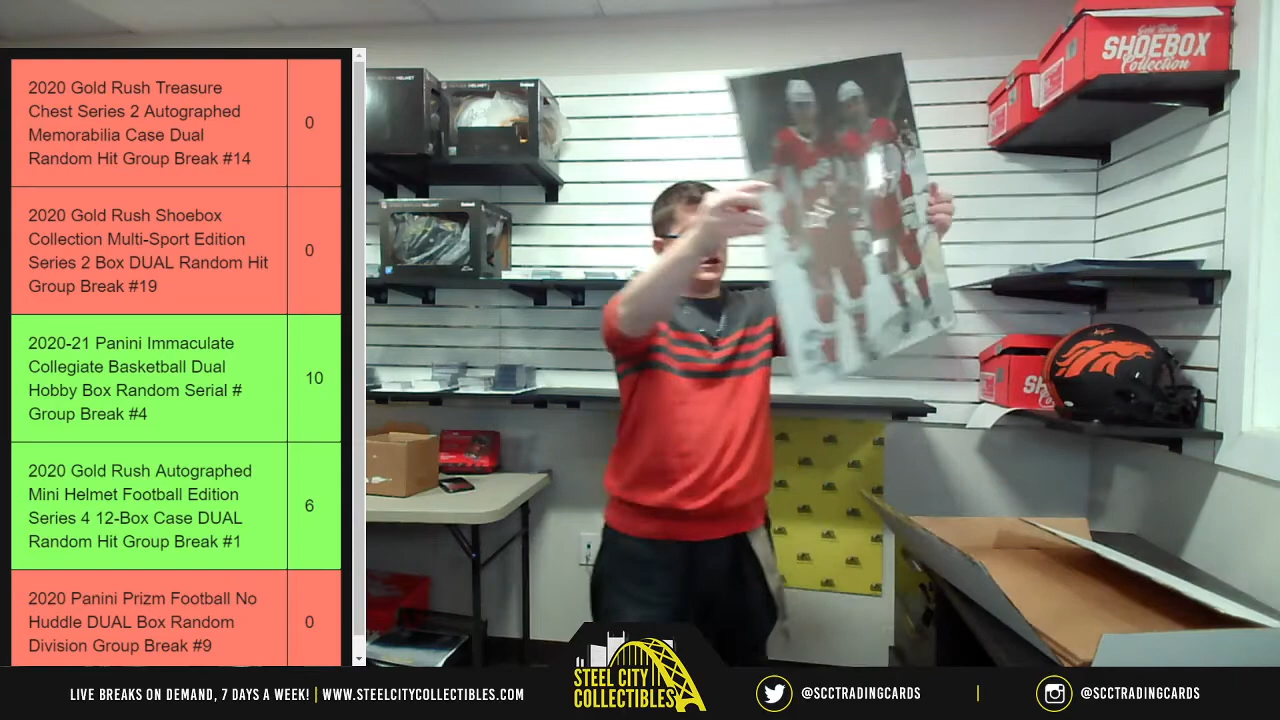 2020 Gold Rush Treasure
Chest Series 2 Autographed
Memorabilia Case Dual
Random Hit Group Break #14
0
2020 Gold Rush Shoebox
Collection Multi-Sport Edition
Series 2 Box DUAL Random Hit
Group Break #19
0
2020-21 Panini Immaculate
Collegiate Basketball Dual
Hobby Box Random Serial #
Group Break #4
10
2020 Gold Rush Autographed
Mini Helmet Football Edition
Series 4 12-Box Case DUAL
Random Hit Group Break #1
6
2020 Panini Prizm Football No
Huddle DUAL Box Random
Division Group Break #9
0
Gold Rush
SHOEBOX
Collection
LIVE BREAKS ON DEMAND, 7 DAYS A WEEK! | WWW.STEELCITYCOLLECTIBLES.COM
STEEL CITY
COLLECTIBLES
@SCCTRADINGCARDS
|
@SCCTRADINGCARDS